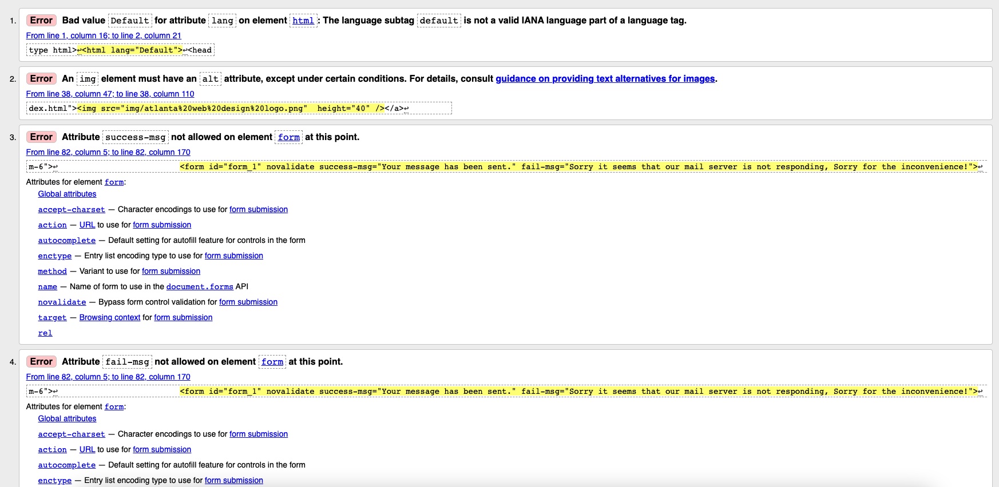 1. Error Bad value Default for attribute lang on element html: The language subtag default is not a valid IANA language part of a language tag.
From line 1, column 16; to line 2, column 21
type html>↩<html lang="Default">↩<head
2. Error An img element must have an alt attribute, except under certain conditions. For details, consult guidance on providing text alternatives for images.
From line 38, column 47; to line 38, column 110
dex.html"><img src="img/atlanta%20web%20design%20logo.png"  height="40" /></a>↩
3. Error Attribute success-msg not allowed on element form at this point.
From line 82, column 5; to line 82, column 170
m-6">↩ <form id="form_1" novalidate success-msg="Your message has been sent." fail-msg="Sorry it seems that our mail server is not responding, Sorry for the inconvenience!">↩
Attributes for element form:
Global attributes
accept-charset — Character encodings to use for form submission
action — URL to use for form submission
autocomplete — Default setting for autofill feature for controls in the form
enctype — Entry list encoding type to use for form submission
method — Variant to use for form submission
name — Name of form to use in the document.forms API
novalidate — Bypass form control validation for form submission
target — Browsing context for form submission
rel
4. Error Attribute fail-msg not allowed on element form at this point.
From line 82, column 5; to line 82, column 170
m-6">↩ <form id="form_1" novalidate success-msg="Your message has been sent." fail-msg="Sorry it seems that our mail server is not responding, Sorry for the inconvenience!">↩
Attributes for element form:
Global attributes
accept-charset — Character encodings to use for form submission
action — URL to use for form submission
autocomplete — Default setting for autofill feature for controls in the form
enctype — Entry list encoding type to use for form submission